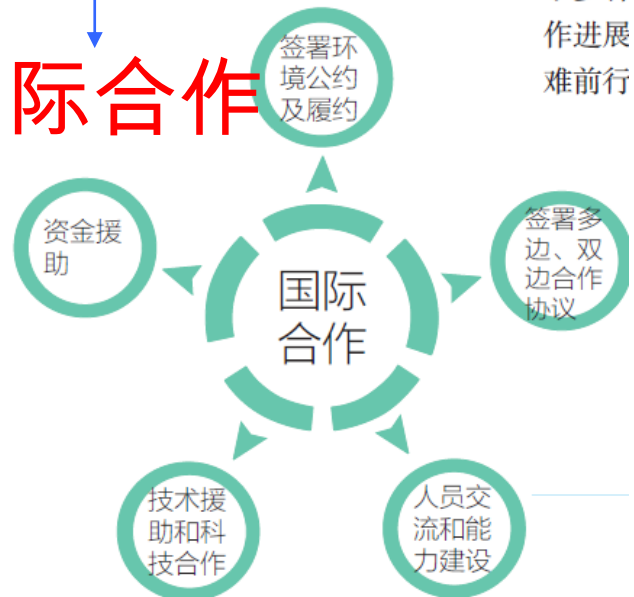 作进展
难前行
际合作
签署环
境公约
及履约
资金援
助
签署多
边、双
边合作
协议
国际
合作
技术援
助和科
技合作
人员交
流和能
力建设